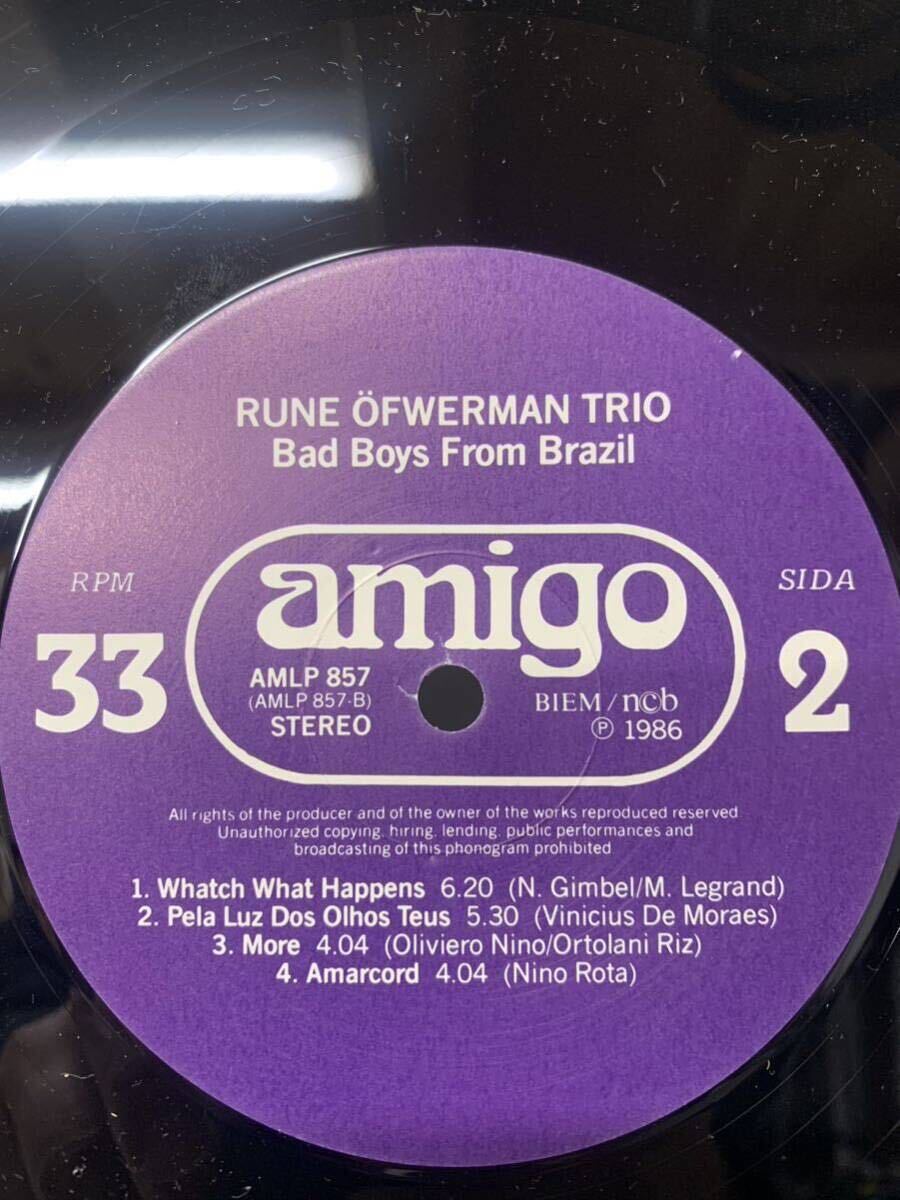 RUNE ÖFWERMAN TRIO
Bad Boys From Brazil
RPM
33
amigo
AMLP 857
(AMLP 857-B)
STEREO
BIEM/n©b
℗ 1986
SIDA
2
All rights of the producer and of the owner of the works reproduced reserved.
Unauthorized copying, hiring, lending, public performances and
broadcasting of this phonogram prohibited
1. Whatch What Happens 6.20 (N. Gimbel/M. Legrand)
2. Pela Luz Dos Olhos Teus 5.30 (Vinicius De Moraes)
3. More 4.04 (Oliviero Nino/Ortolani Riz)
4. Amarcord 4.04 (Nino Rota)